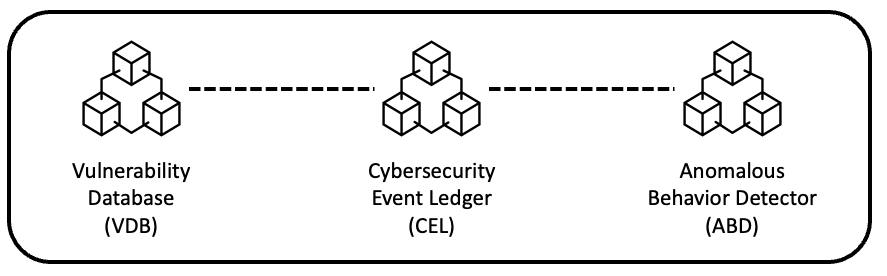 Vulnerability
Database
(VDB)
Cybersecurity
Event Ledger
(CEL)
Anomalous
Behavior Detector
(ABD)